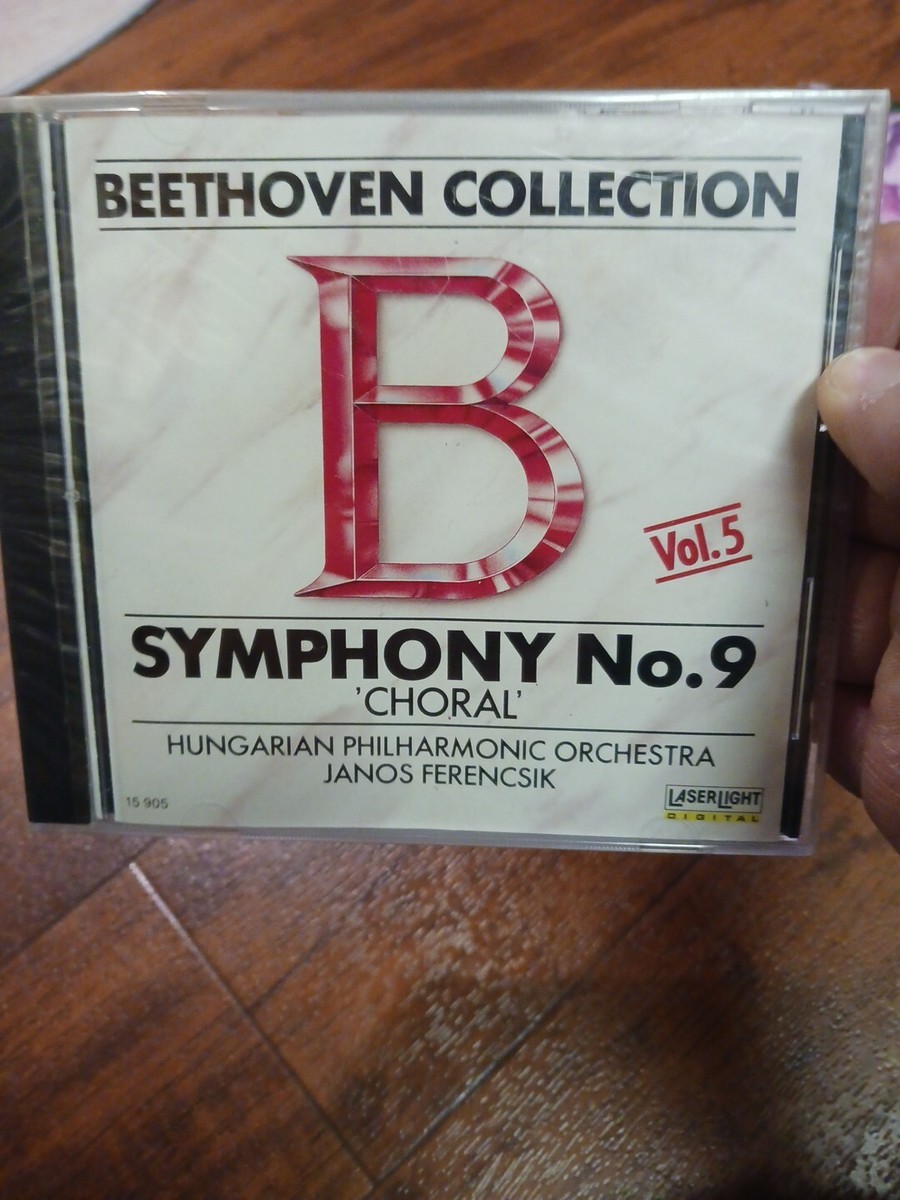 BEETHOVEN COLLECTION
B
Vol.5
SYMPHONY No.9
'CHORAL'
HUNGARIAN PHILHARMONIC ORCHESTRA
JANOS FERENCSIK
15 905
LASERLIGHT
DIGITAL